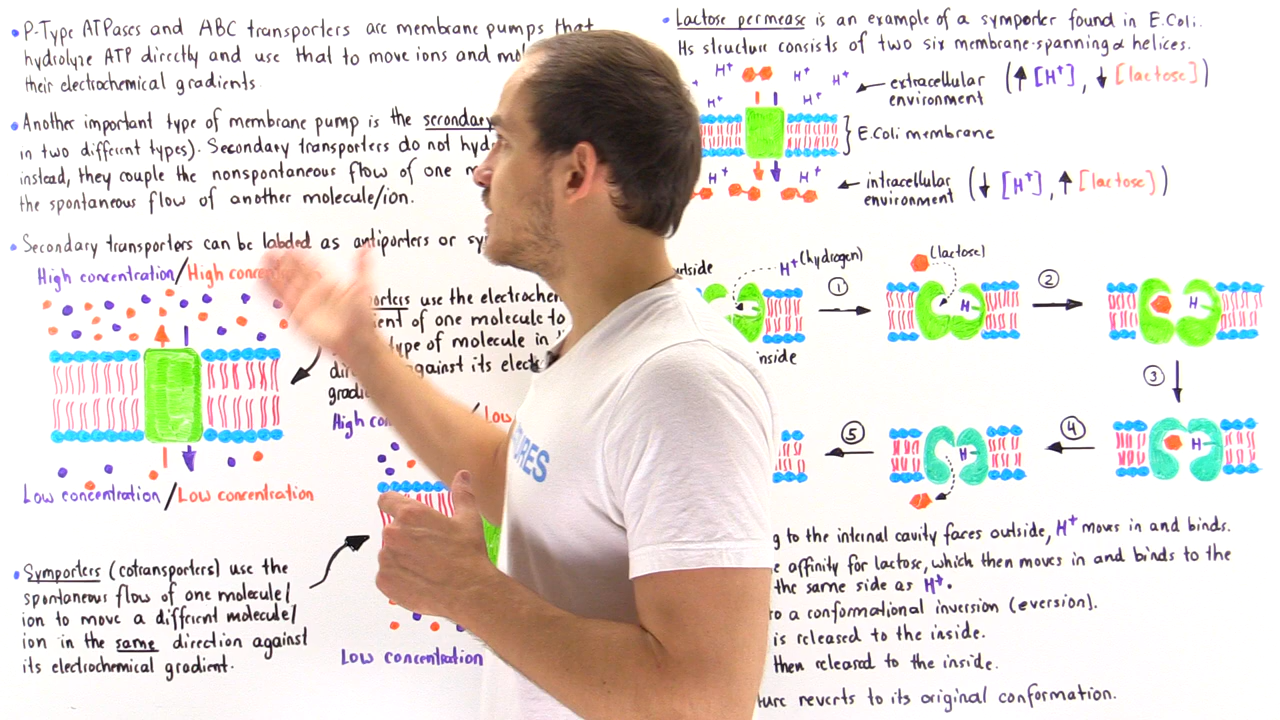 • P-Type ATPases and ABC transporters are membrane pumps that
hydrolyze ATP directly and use that to move ions and
their electrochemical gradients.
• Another important type of membrane pump is the secondary
in two different types). Secondary transporters do not
instead, they couple the nonspontaneous flow of one
the spontaneous flow of another molecule/ion.
• Secondary transporters can be labeled as antiporters or
High concentration/High
use the
of one molecule to
type of molecule in
against its
Low concentration/Low concentration
High
/Low
• Symporters (cotransporters) use the
spontaneous flow of one molecule/
ion to move a different molecule/
ion in the same direction against
its electrochemical gradient.
Low concentration
URES
• Lactose permease is an example of a symporter found in E.Coli.
Its structure consists of two six membrane-spanning α helices.
H+ H+ H+
H+ H+
extracellular environment (↑ [H+], ↓ [lactose])
E.Coli membrane
H+ H+
intracellular environment (↓ [H+], ↑ [lactose])
outside
H+ (hydrogen)
inside
①
(lactose)
H
②
H
③
H
④
H
⑤
to the internal cavity faces outside, H+ moves in and binds.
affinity for lactose, which then moves in and binds to the
the same side as H+.
a conformational inversion (eversion).
is released to the inside.
then released to the inside.
reverts to its original conformation.